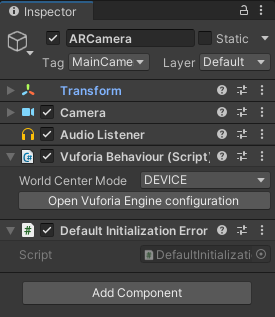 Inspector
ARCamera
Static
Tag MainCame Layer Default
Transform
Camera
Audio Listener
Vuforia Behaviour (Script)
World Center Mode DEVICE
Open Vuforia Engine configuration
Default Initialization Error
Script DefaultInitializati
Add Component